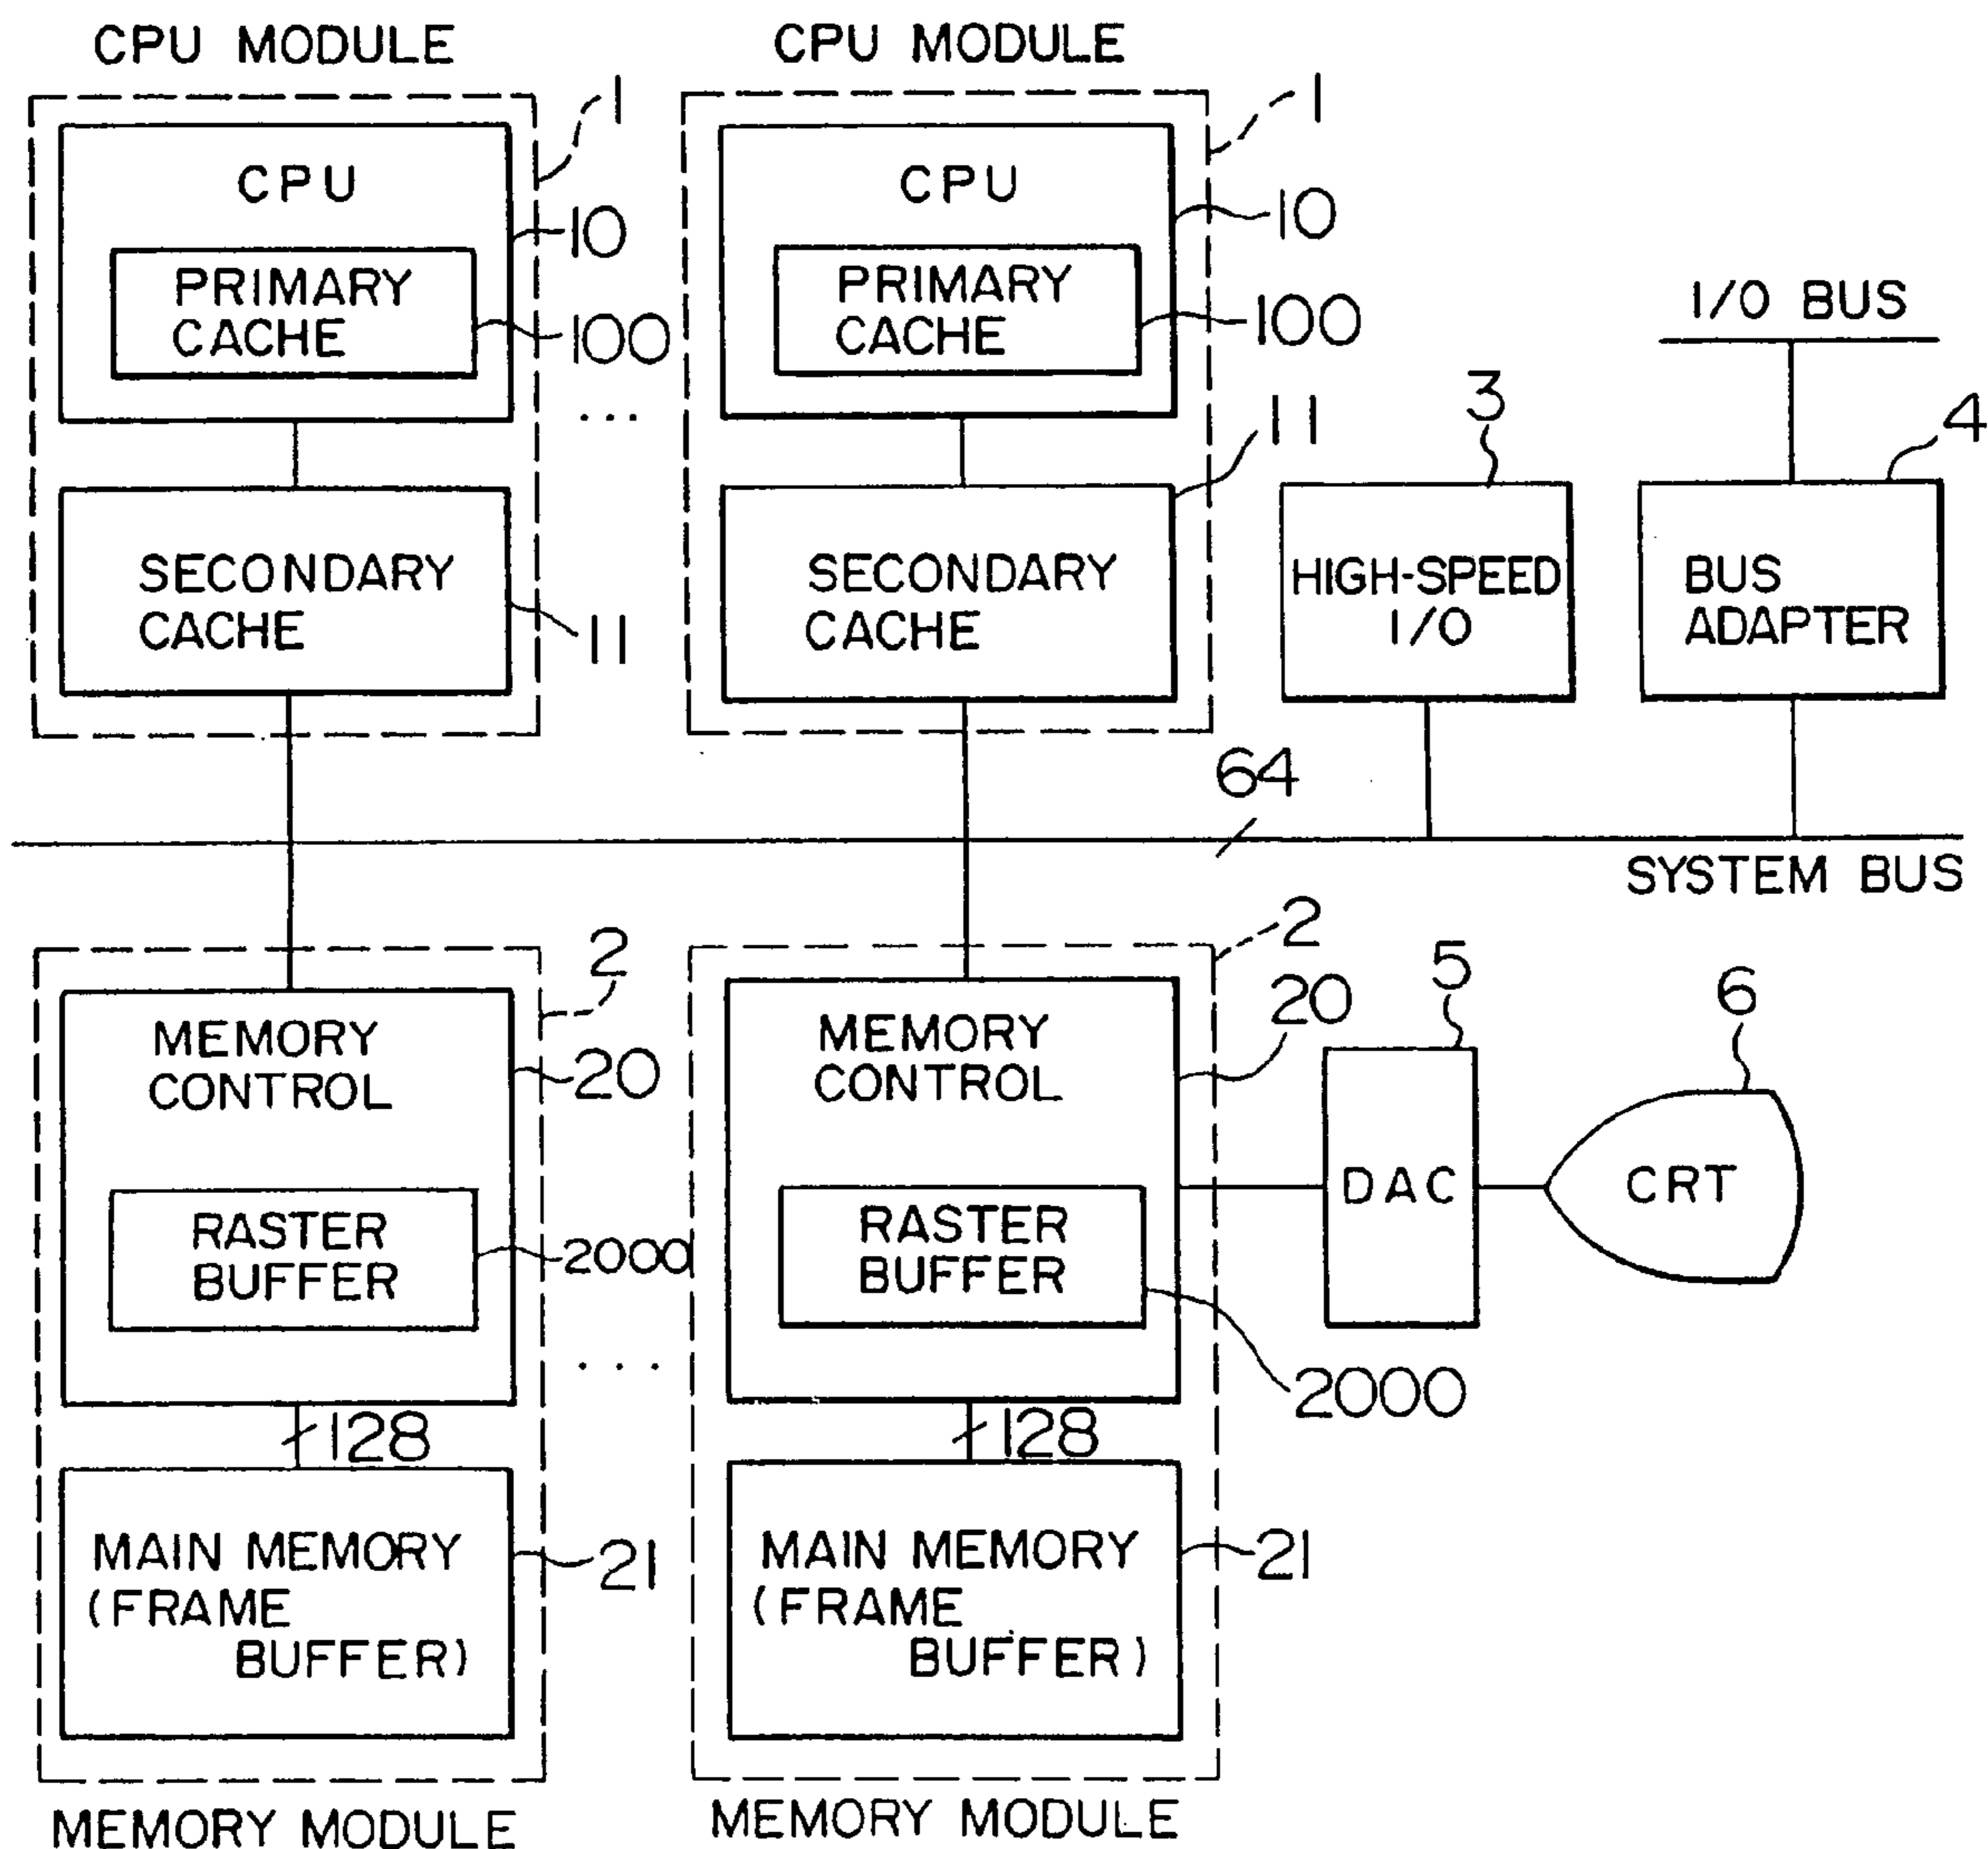 CPU MODULE
1
CPU
10
PRIMARY
CACHE
100
SECONDARY
CACHE
11
...
CPU MODULE
1
CPU
10
PRIMARY
CACHE
100
SECONDARY
CACHE
11
3
HIGH-SPEED
I/O
I/O BUS
4
BUS
ADAPTER
64
SYSTEM BUS
2
MEMORY
CONTROL
20
RASTER
BUFFER
2000
128
MAIN MEMORY
(FRAME
BUFFER)
21
MEMORY MODULE
...
2
MEMORY
CONTROL
20
RASTER
BUFFER
2000
128
MAIN MEMORY
(FRAME
BUFFER)
21
MEMORY MODULE
5
DAC
6
CRT